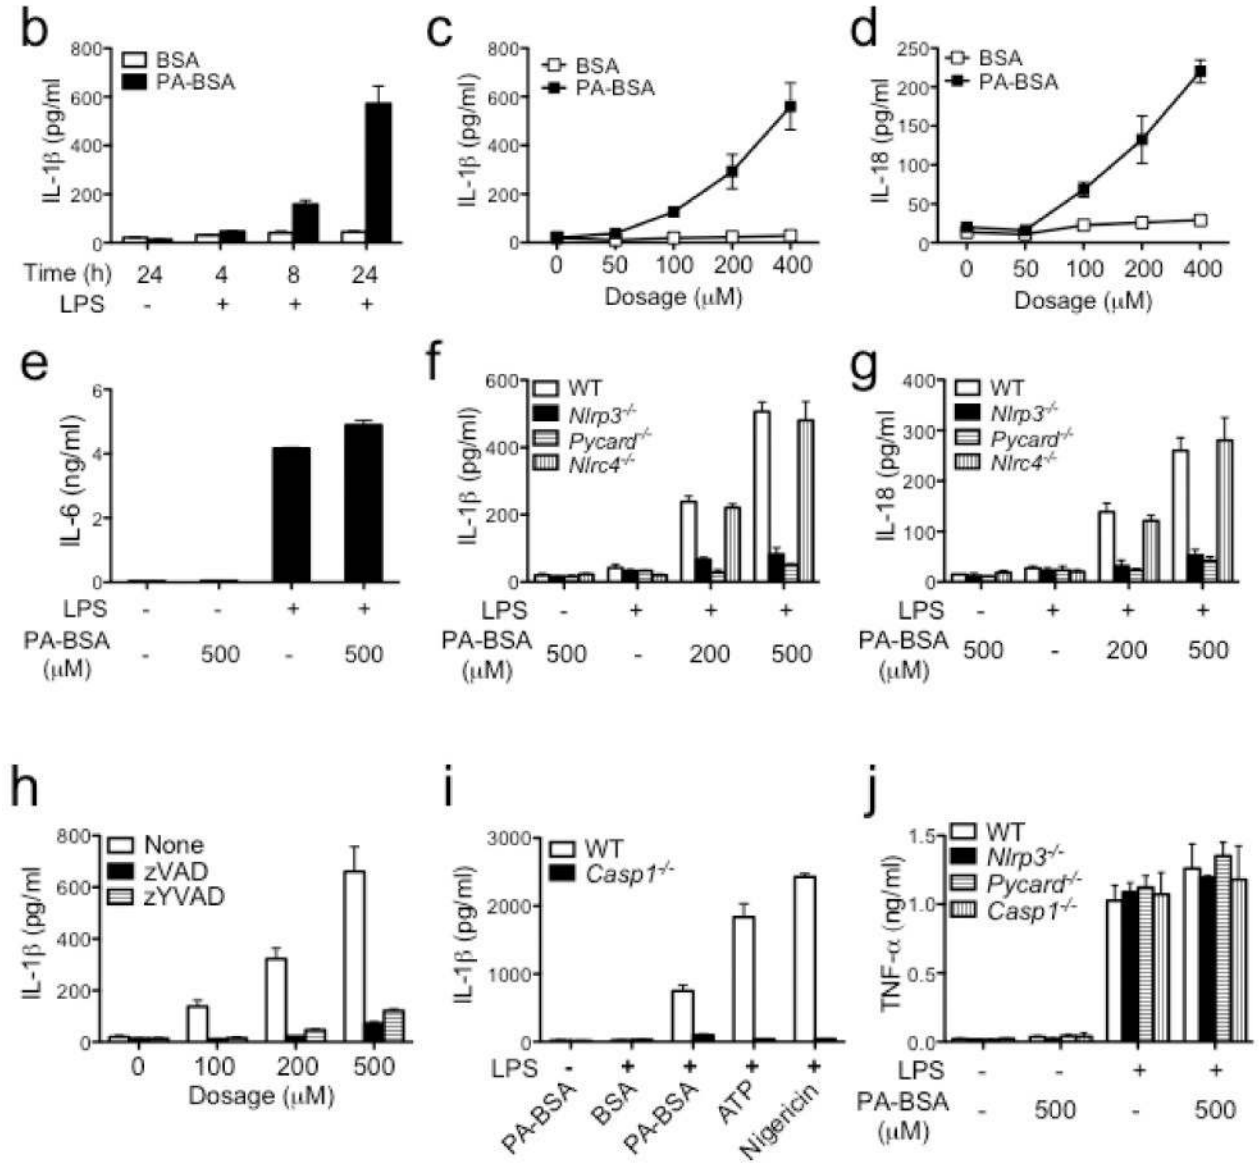 b
IL-1β (pg/ml)
800
600
400
200
0
BSA
PA-BSA
Time (h) 24 4 8 24
LPS - + + +
c
IL-1β (pg/ml)
800
600
400
200
0
BSA
PA-BSA
0 50 100 200 400
Dosage (μM)
d
IL-18 (pg/ml
250
200
150
100
50
0
BSA
PA-BSA
0 50 100 200 400
Dosage (μM)
e
IL-6 (ng/ml)
6
4
2
0
LPS - - + +
PA-BSA - 500 - 500
(μM)
f
IL-1β (pg/ml)
600
400
200
0
WT
Nlrp3-/-
Pycard-/-
Nlrc4-/-
LPS - + + +
PA-BSA 500 - 200 500
(μM)
g
IL-18 (pg/ml
400
300
200
100
0
WT
Nlrp3-/-
Pycard-/-
Nlrc4-/-
LPS - + + +
PA-BSA 500 - 200 500
(μM)
h
IL-1β (pg/ml
800
600
400
200
0
None
zVAD
zYVAD
0 100 200 500
Dosage (μM)
i
IL-1β (pg/ml
3000
2000
1000
0
WT
Casp1-/-
LPS - + + + +
PA-BSA BSA PA-BSA ATP Nigericin
j
TNF-α (ng/ml)
1.5
1.0
0.5
0.0
WT
Nlrp3-/-
Pycard-/-
Casp1-/-
LPS - - + +
PA-BSA - 500 - 500
(μM)